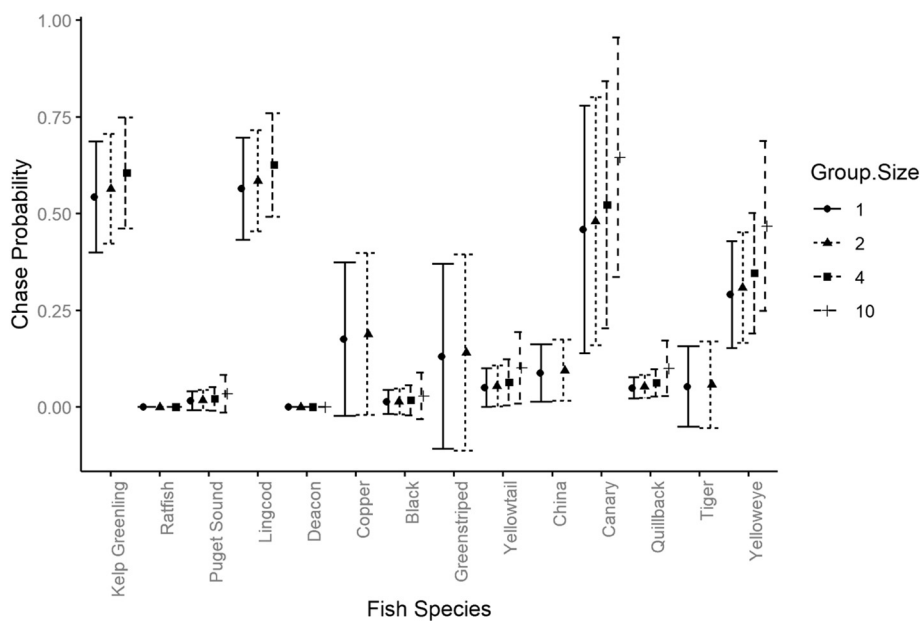 1.00
0.75
0.50
0.25
0.00
Chase Probability
Kelp Greenling
Ratfish
Puget Sound
Lingcod
Deacon
Copper
Black
Greenstriped
Yellowtail
China
Canary
Quillback
Tiger
Yelloweye
Fish Species
Group.Size
1
2
4
10